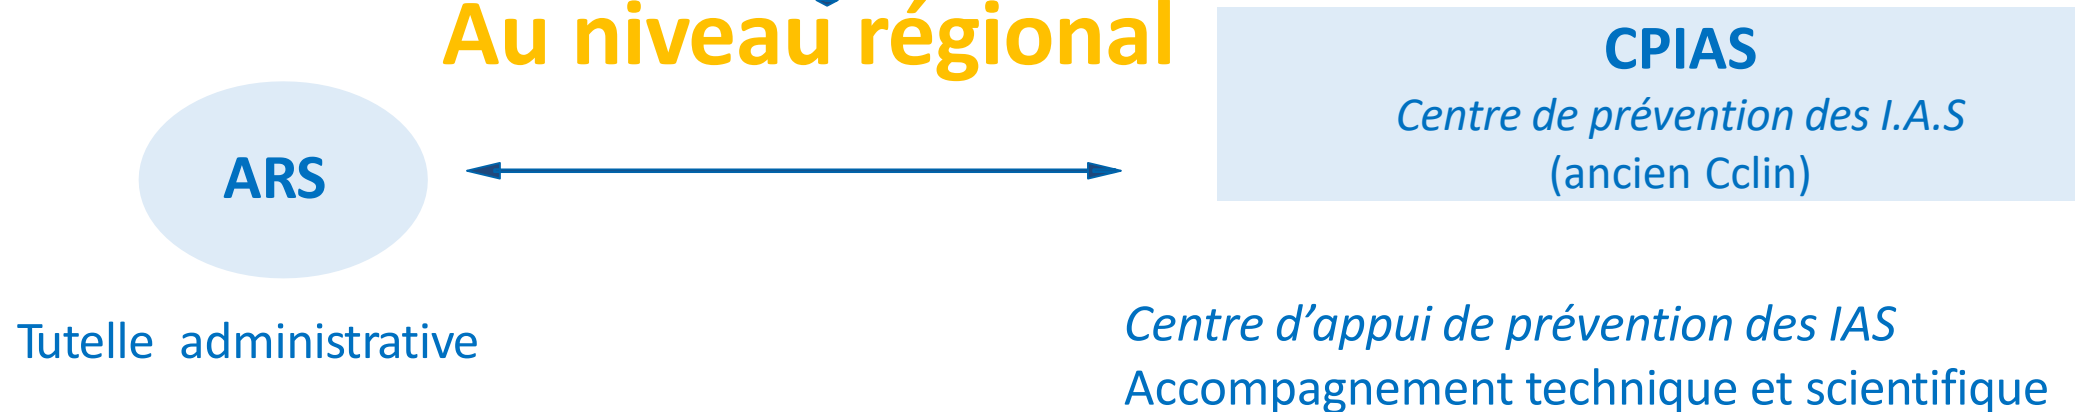 Au niveau régional
CPIAS
Centre de prévention des I.A.S
(ancien Cclin)
ARS
Tutelle administrative
Centre d’appui de prévention des IAS
Accompagnement technique et scientifique